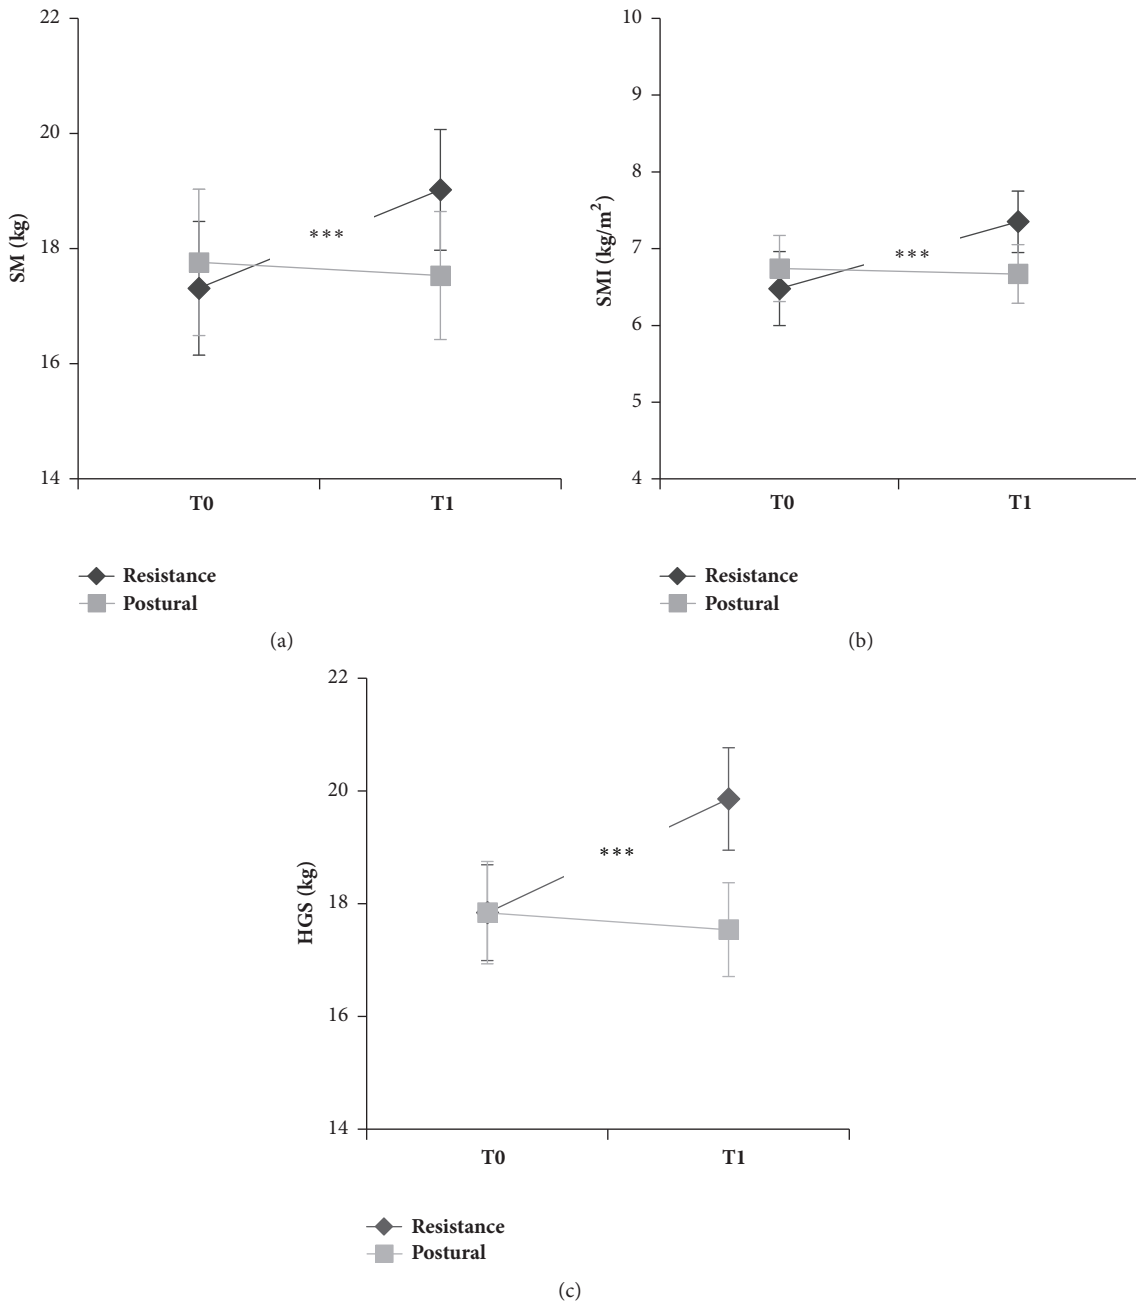 22
20
18
16
14
SM (kg)
***
T0 T1
Resistance
Postural
(a)
10
9
8
7
6
5
4
SMI (kg/m²)
***
T0 T1
Resistance
Postural
(b)
22
20
18
16
14
HGS (kg)
***
T0 T1
Resistance
Postural
(c)